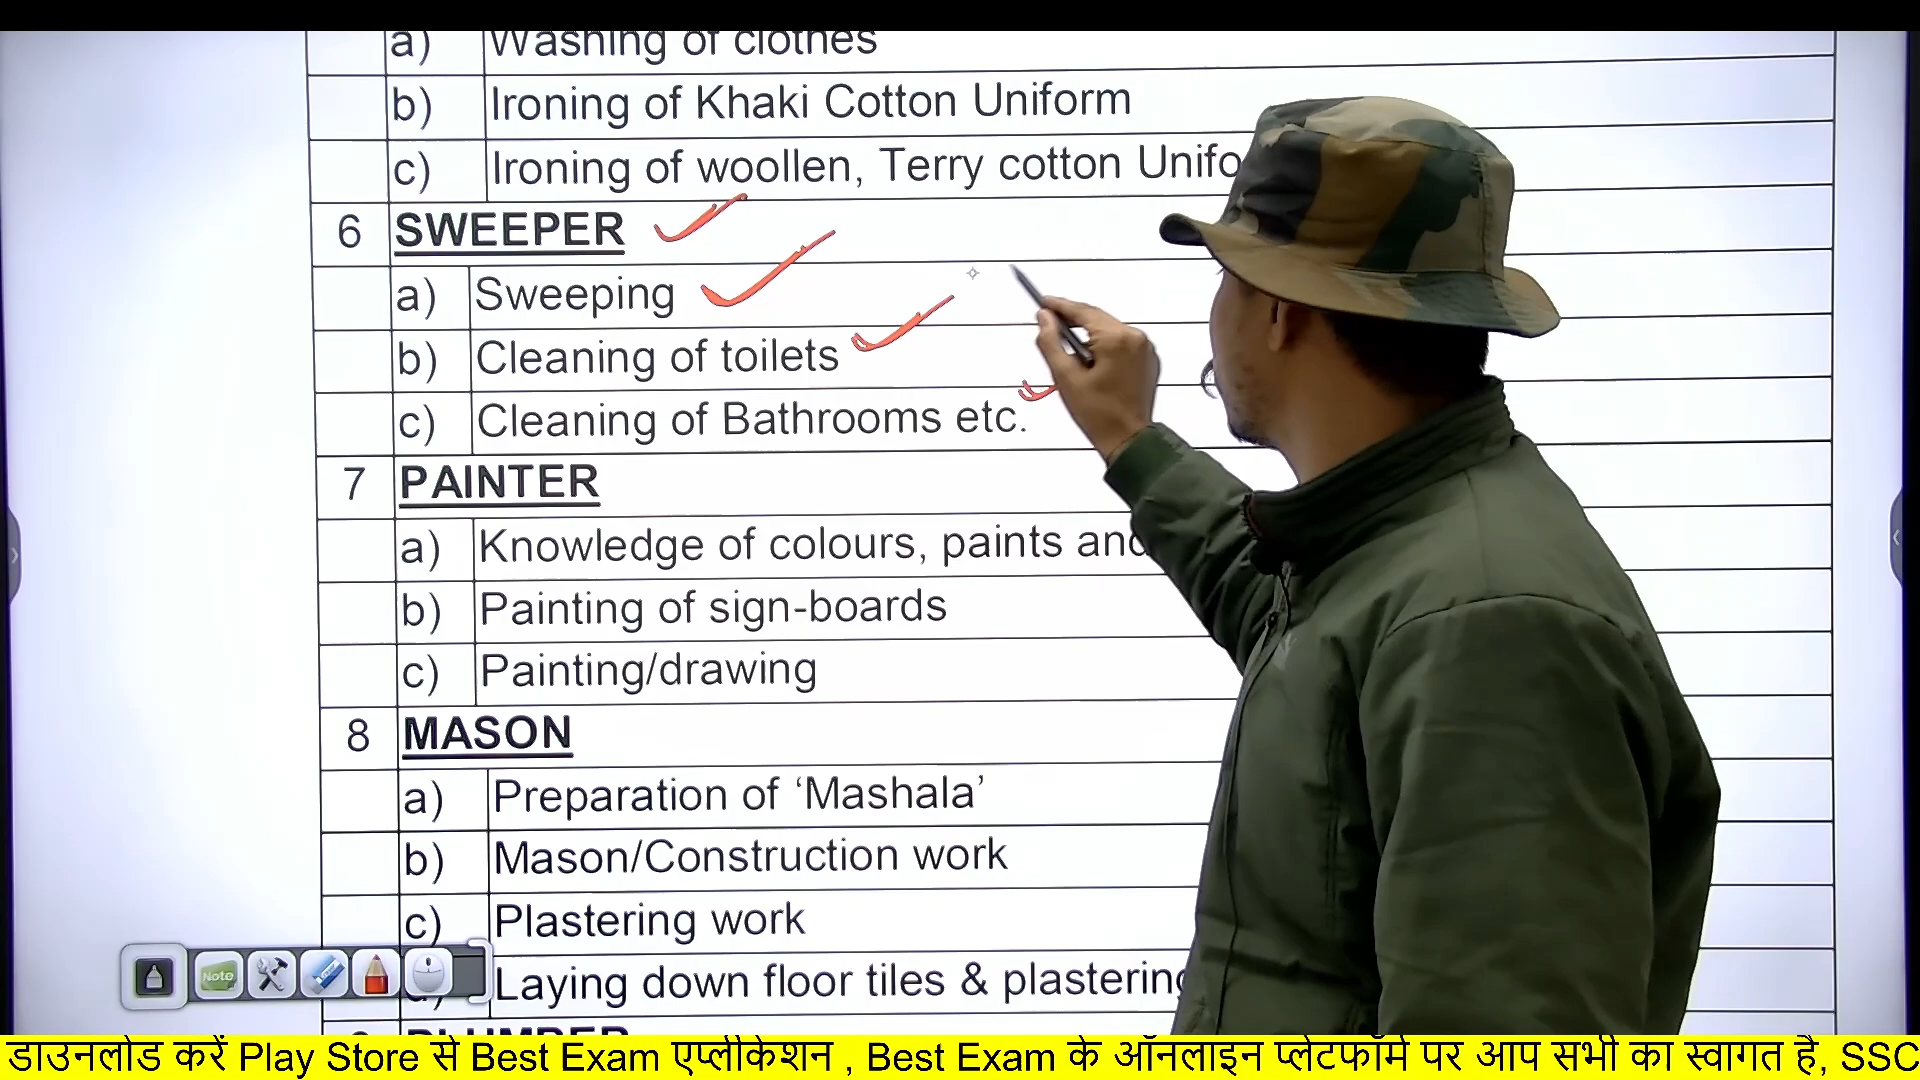 a) Washing of clothes
b) Ironing of Khaki Cotton Uniform
c) Ironing of woollen, Terry cotton Unifo
6 SWEEPER
a) Sweeping
b) Cleaning of toilets
c) Cleaning of Bathrooms etc.
7 PAINTER
a) Knowledge of colours, paints and
b) Painting of sign-boards
c) Painting/drawing
8 MASON
a) Preparation of ‘Mashala’
b) Mason/Construction work
c) Plastering work
d) Laying down floor tiles & plastering
PLUMBER
Note
डाउनलोड करें Play Store से Best Exam एप्लीकेशन , Best Exam के ऑनलाइन प्लेटफॉर्म पर आप सभी का स्वागत है, SSC